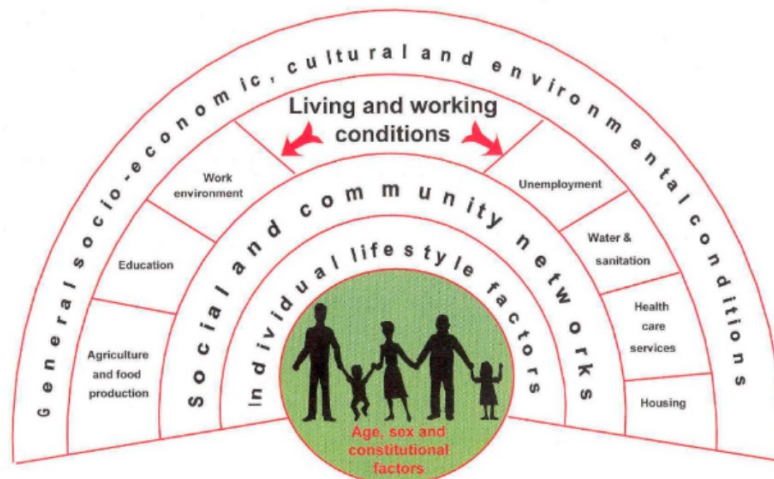 General socio-economic, cultural and environmental conditions
Living and working
conditions
Work
environment
Unemployment
Education
Water &
sanitation
Agriculture
and food
production
Health
care
services
Housing
Social and community networks
Individual lifestyle factors
Age, sex and
constitutional
factors